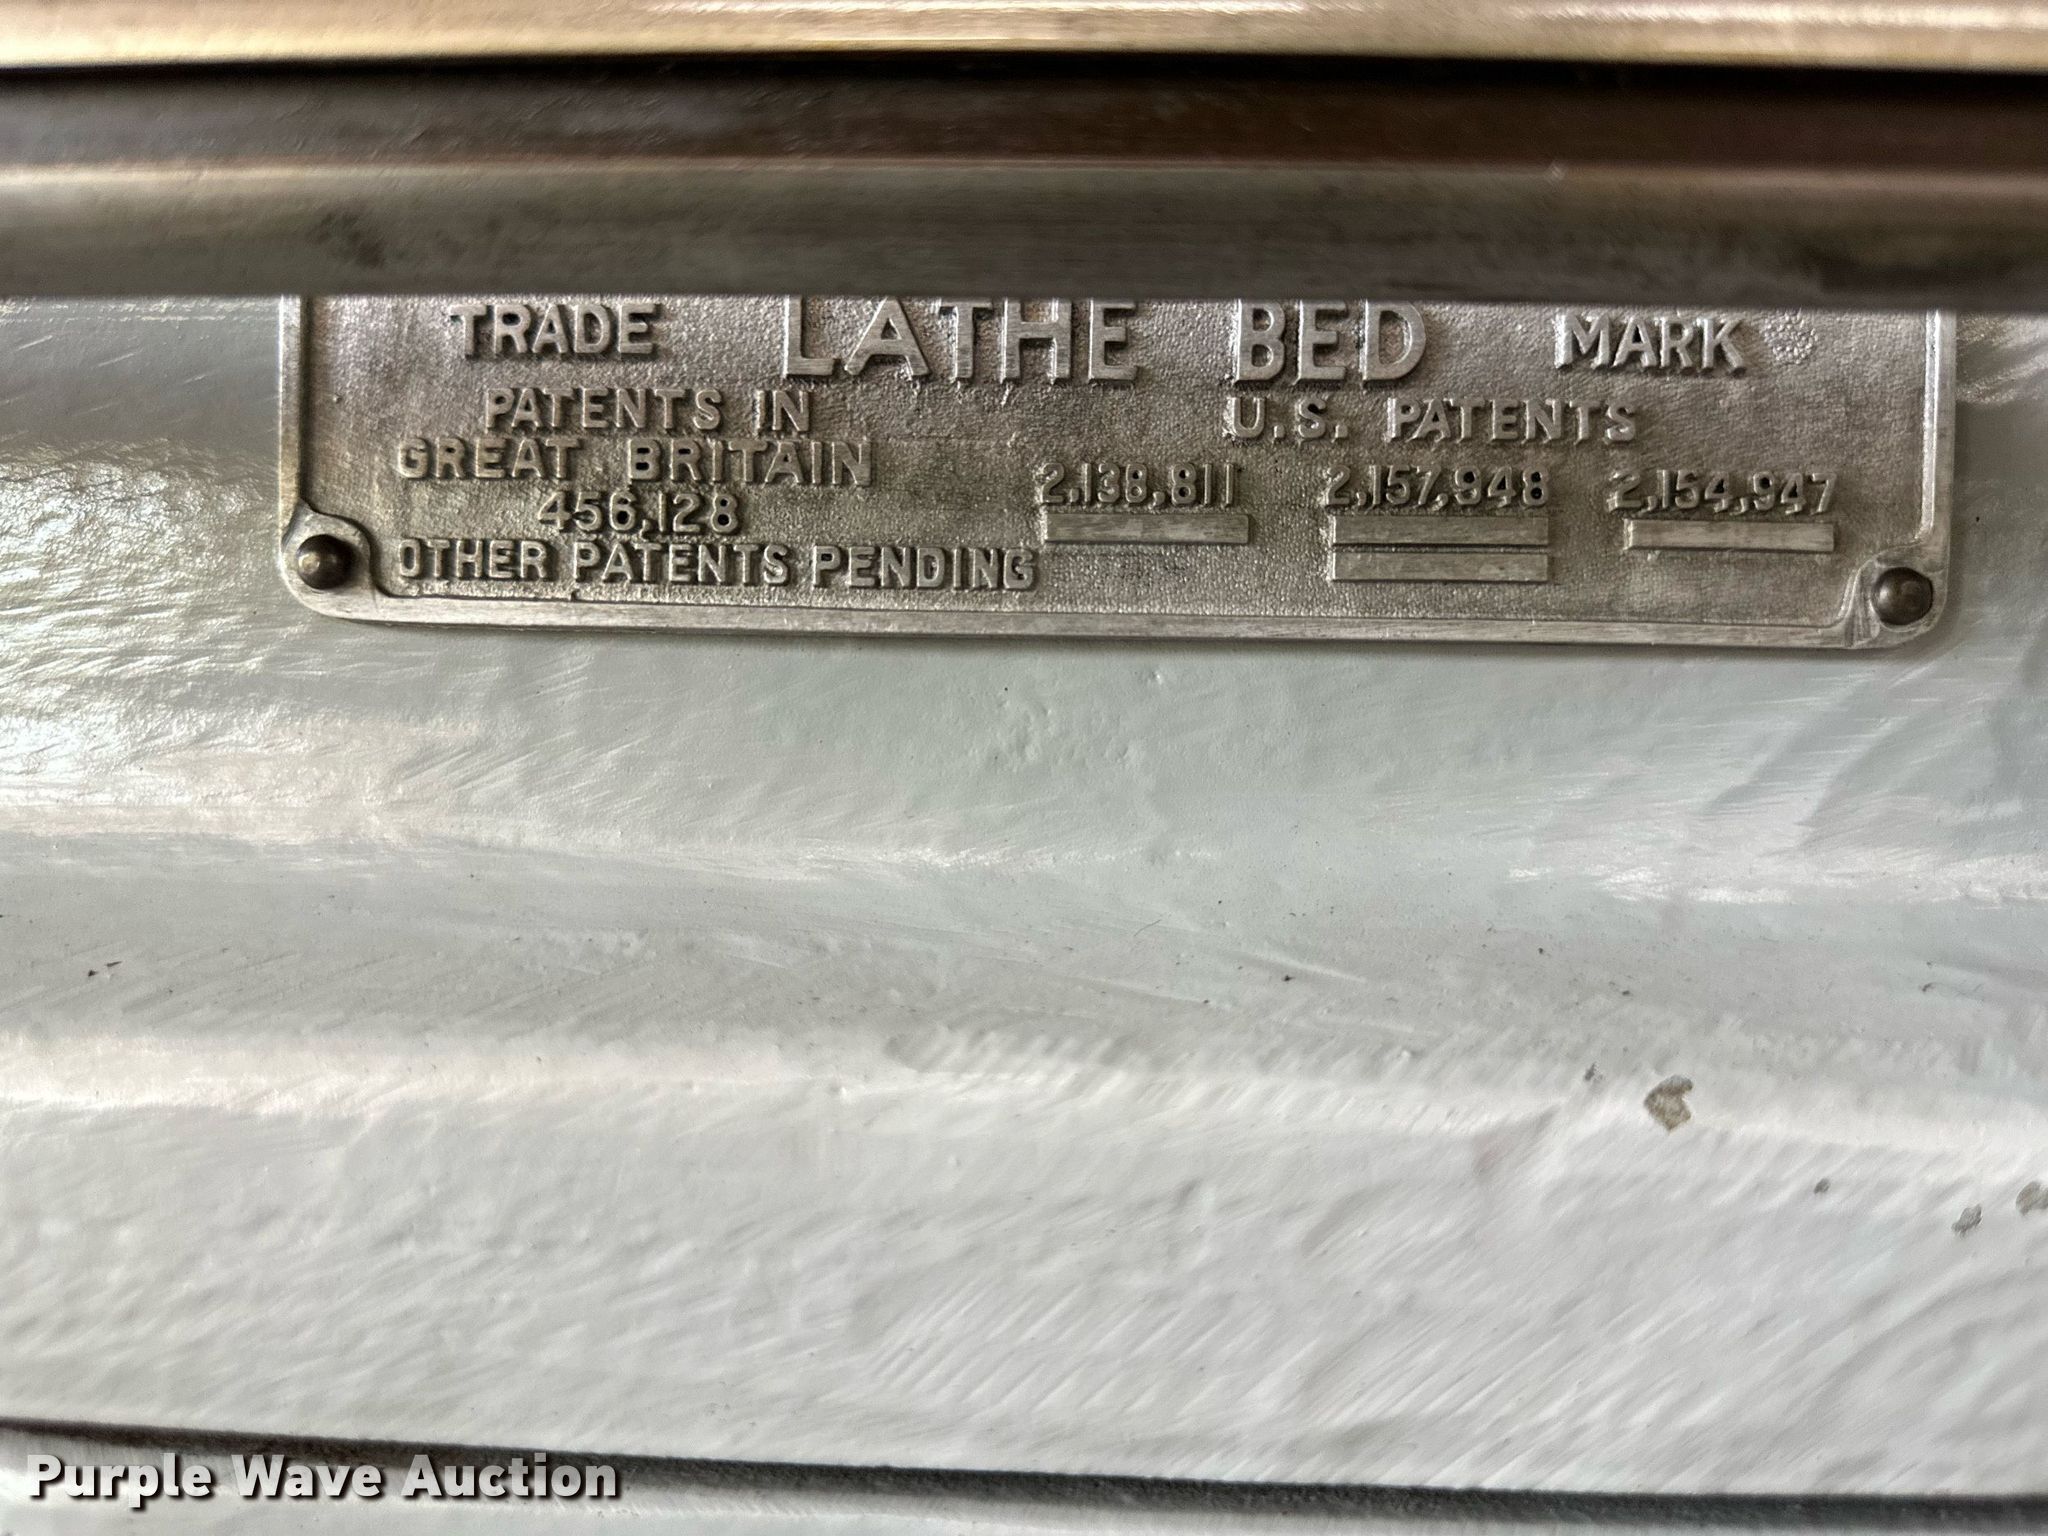 TRADE LATHE BED MARK
PATENTS IN
GREAT BRITAIN
456,128
OTHER PATENTS PENDING
U.S. PATENTS
2,138,811 2,157,948 2,154,947
Purple Wave Auction